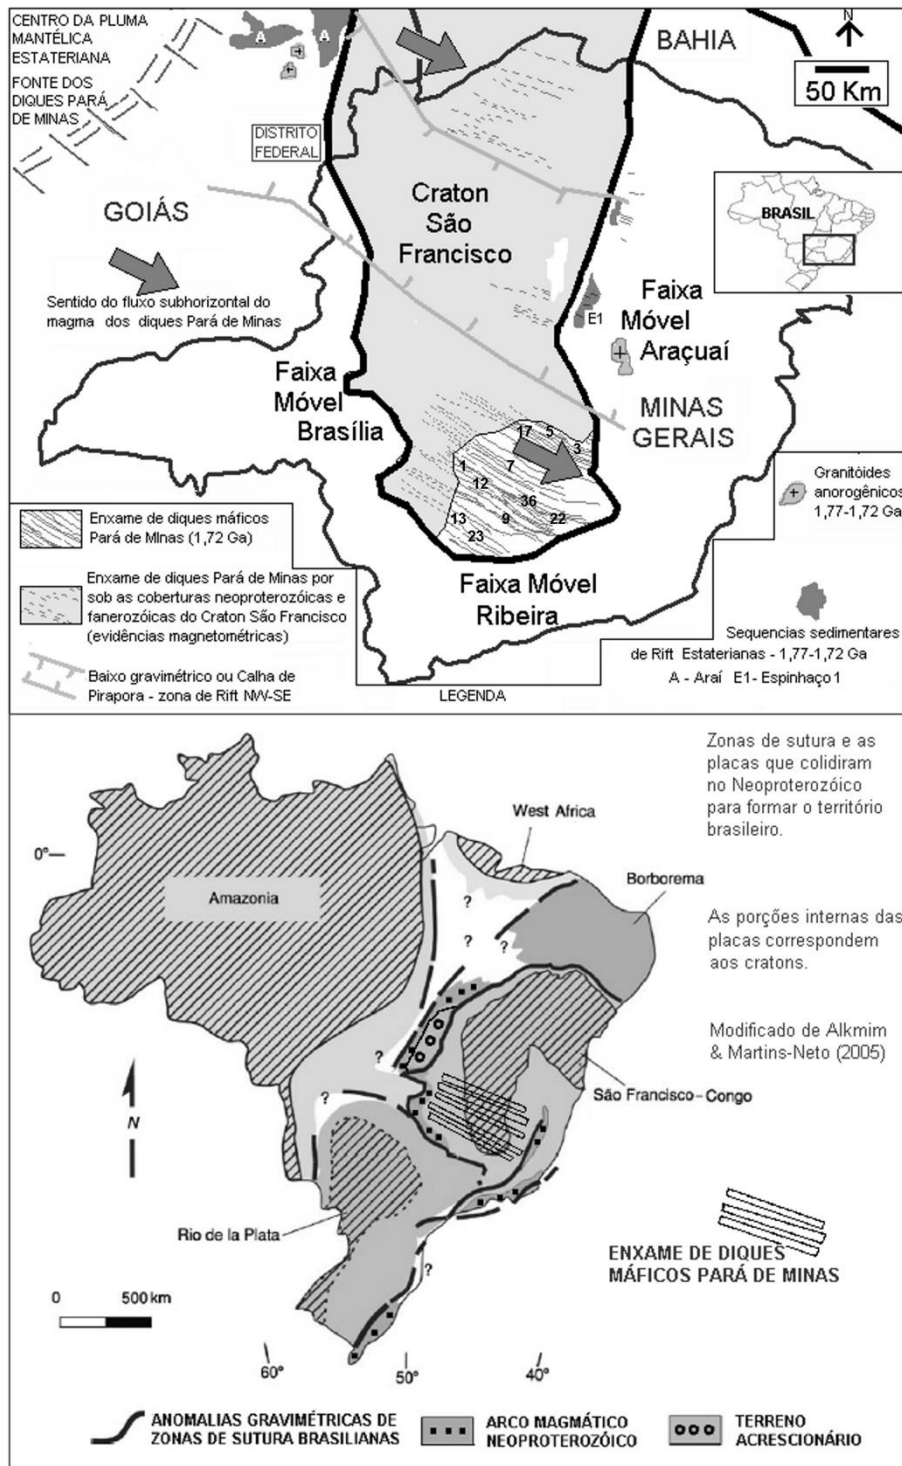 CENTRO DA PLUMA
MANTÉLICA
ESTATERIANA
FONTE DOS
DIQUES PARÁ
DE MINAS
A
A
DISTRITO
FEDERAL
GOIÁS
Sentido do fluxo subhorizontal do
magma dos diques Pará de Minas
Craton
São
Francisco
BAHIA
N
50 Km
BRASIL
Faixa
Móvel
Araçuaí
E1
Faixa
Móvel
Brasília
MINAS
GERAIS
17
5
3
1
7
12
36
13
9
22
23
Faixa Móvel
Ribeira
Enxame de diques máficos
Pará de MInas (1,72 Ga)
Enxame de diques Pará de Minas por
sob as coberturas neoproterozóicas e
fanerozóicas do Craton São Francisco
(evidências magnetométricas)
Baixo gravimétrico ou Calha de
Pirapora - zona de Rift NW-SE
LEGENDA
Granitóides
anorogênicos
1,77-1,72 Ga
Sequencias sedimentares
de Rift Estaterianas - 1,77-1,72 Ga
A - Araí E1- Espinhaço 1
Zonas de sutura e as
placas que colidiram
no Neoproterozóico
para formar o território
brasileiro.
As porções internas das
placas correspondem
aos cratons.
Modificado de Alkmim
& Martins-Neto (2005)
West Africa
0°
Borborema
Amazonia
?
?
?
?
?
?
São Francisco-Congo
N
Rio de la Plata
ENXAME DE DIQUES
MÁFICOS PARÁ DE MINAS
0 500 km
60° 50° 40°
ANOMALIAS GRAVIMÉTRICAS DE
ZONAS DE SUTURA BRASILIANAS
ARCO MAGMÁTICO
NEOPROTEROZÓICO
TERRENO
ACRESCIONÁRIO